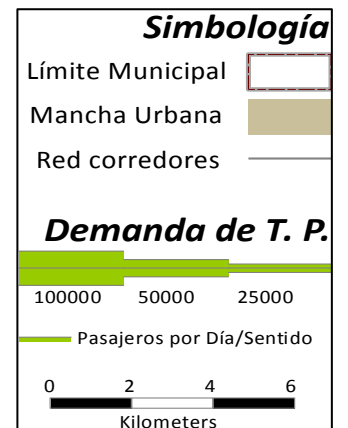 Simbología
Límite Municipal
Mancha Urbana
Red corredores
Demanda de T. P.
100000 50000 25000
Pasajeros por Día/Sentido
0 2 4 6
Kilometers